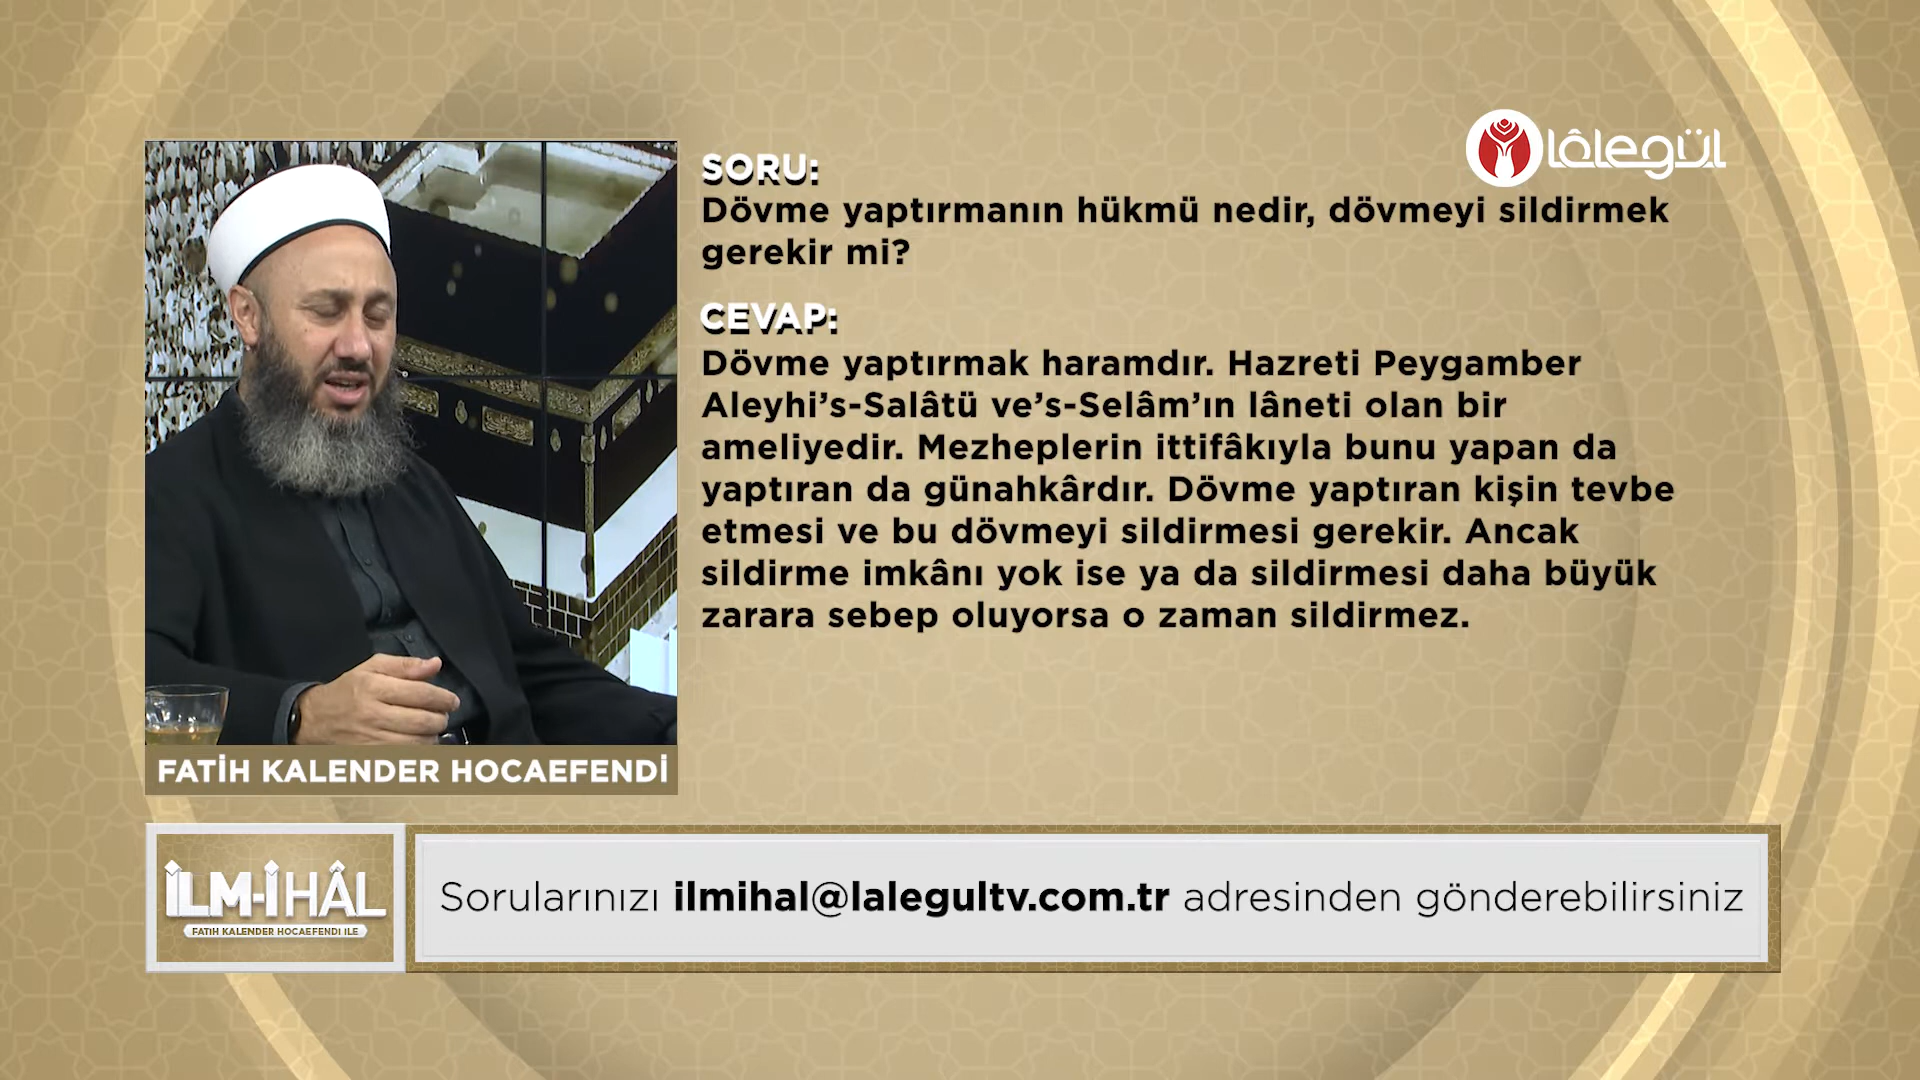 lâlegül
SORU:
Dövme yaptırmanın hükmü nedir, dövmeyi sildirmek
gerekir mi?
CEVAP:
Dövme yaptırmak haramdır. Hazreti Peygamber
Aleyhi’s-Salâtü ve’s-Selâm’ın lâneti olan bir
ameliyedir. Mezheplerin ittifâkıyla bunu yapan da
yaptıran da günahkârdır. Dövme yaptıran kişin tevbe
etmesi ve bu dövmeyi sildirmesi gerekir. Ancak
sildirme imkânı yok ise ya da sildirmesi daha büyük
zarara sebep oluyorsa o zaman sildirmez.
FATİH KALENDER HOCAEFENDİ
İLM-İ HÂL
FATIH KALENDER HOCAEFENDI ILE
Sorularınızı ilmihal@lalegultv.com.tr adresinden gönderebilirsiniz